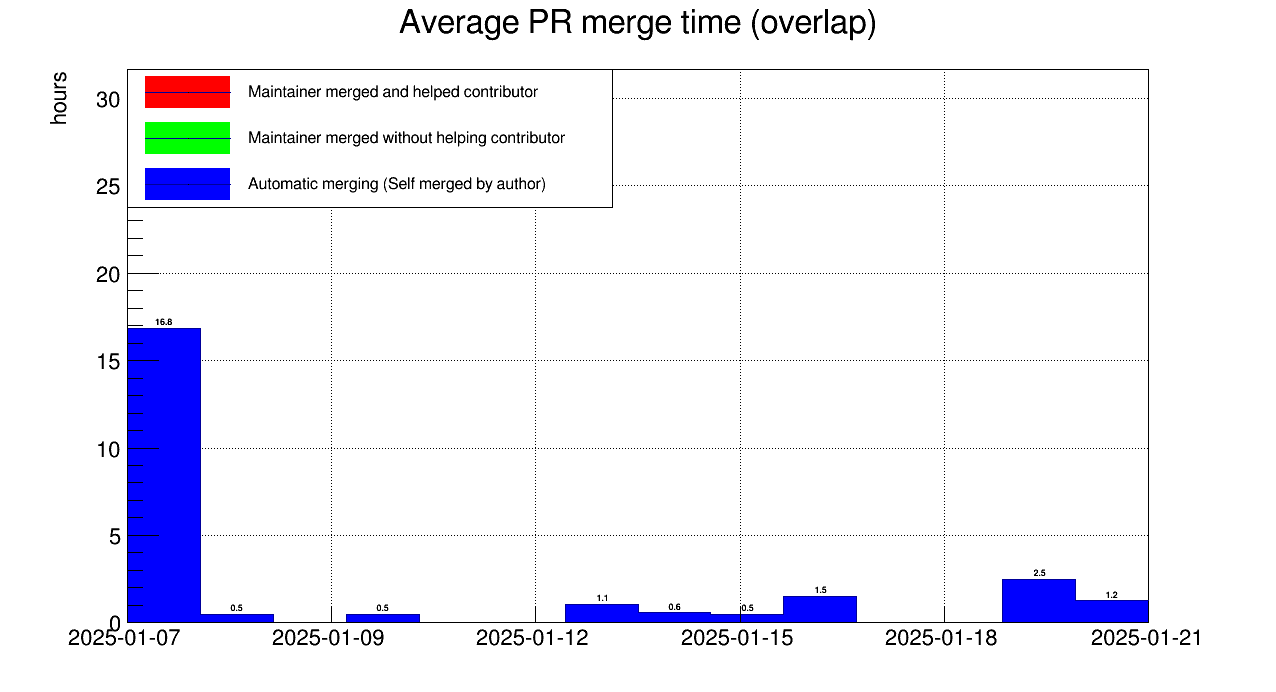 Average PR merge time (overlap)
hours
Maintainer merged and helped contributor
Maintainer merged without helping contributor
Automatic merging (Self merged by author)
30
25
20
15
10
5
0
16.8
0.5
0.5
1.1
0.6
0.5
1.5
2.5
1.2
2025-01-07 2025-01-09 2025-01-12 2025-01-15 2025-01-18 2025-01-21